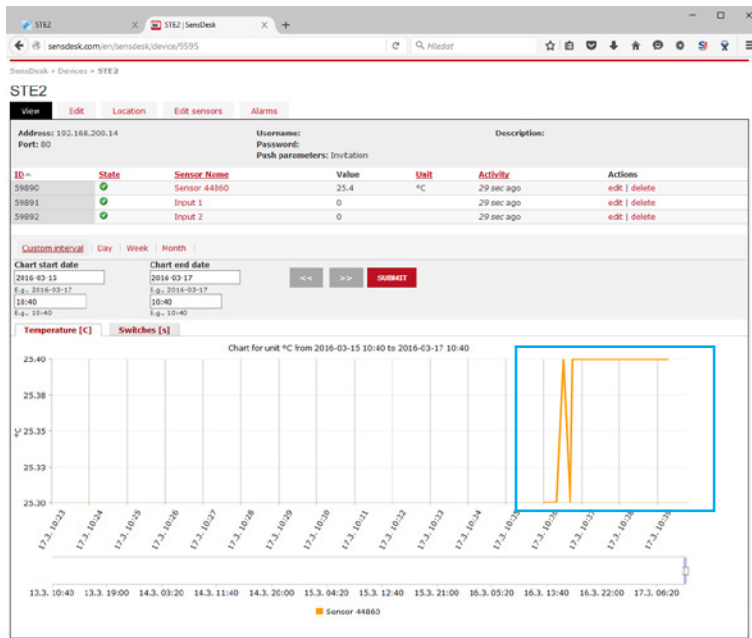 STE2
STE2 | SensDesk
sensdesk.com/en/sensdesk/device/9595
Hledat
SensDesk » Devices » STE2
STE2
View Edit Location Edit sensors Alarms
Address: 192.168.200.14 Username: Description:
Port: 80 Password:
Push parameters: Invitation
ID State Sensor Name Value Unit Activity Actions
59890 Sensor 44860 25.4 °C 29 sec ago edit | delete
59891 Input 1 0 29 sec ago edit | delete
59892 Input 2 0 29 sec ago edit | delete
Custom interval Day Week Month
Chart start date Chart end date
2016-03-15 2016-03-17 << >> SUBMIT
E.g., 2016-03-17 E.g., 2016-03-17
10:40 10:40
E.g., 10:40 E.g., 10:40
Temperature [C] Switches [s]
Chart for unit °C from 2016-03-15 10:40 to 2016-03-17 10:40
25.40
25.38
°C 25.35
25.33
25.30
17.3. 10:23 17.3. 10:24 17.3. 10:25 17.3. 10:26 17.3. 10:27 17.3. 10:28 17.3. 10:29 17.3. 10:30 17.3. 10:31 17.3. 10:32 17.3. 10:33 17.3. 10:34 17.3. 10:35 17.3. 10:36 17.3. 10:37 17.3. 10:38 17.3. 10:39
13.3. 10:40 13.3. 19:00 14.3. 03:20 14.3. 11:40 14.3. 20:00 15.3. 04:20 15.3. 12:40 15.3. 21:00 16.3. 05:20 16.3. 13:40 16.3. 22:00 17.3. 06:20
Sensor 44860